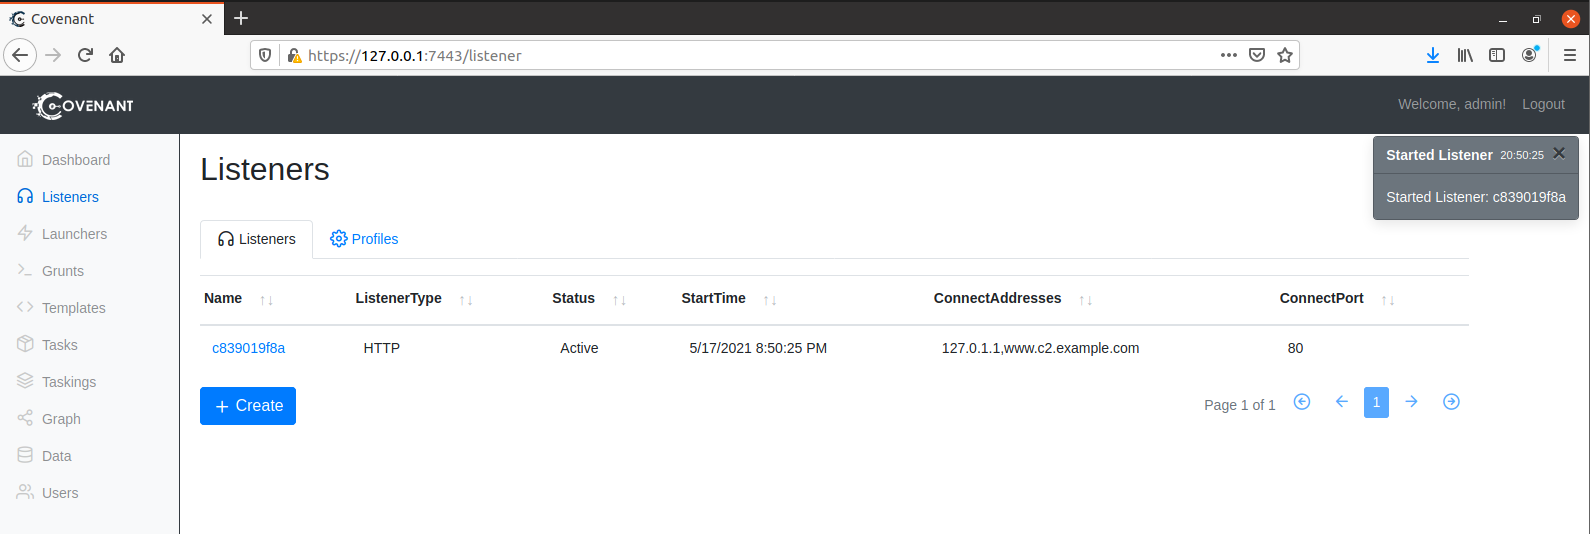 Covenant
https://127.0.0.1:7443/listener
COVENANT
Welcome, admin! Logout
Dashboard
Listeners
Launchers
Grunts
Templates
Tasks
Taskings
Graph
Data
Users
Listeners
Started Listener 20:50:25
Started Listener: c839019f8a
Listeners Profiles
Name ↑↓ ListenerType ↑↓ Status ↑↓ StartTime ↑↓ ConnectAddresses ↑↓ ConnectPort ↑↓
c839019f8a HTTP Active 5/17/2021 8:50:25 PM 127.0.1.1,www.c2.example.com 80
+ Create
Page 1 of 1 1